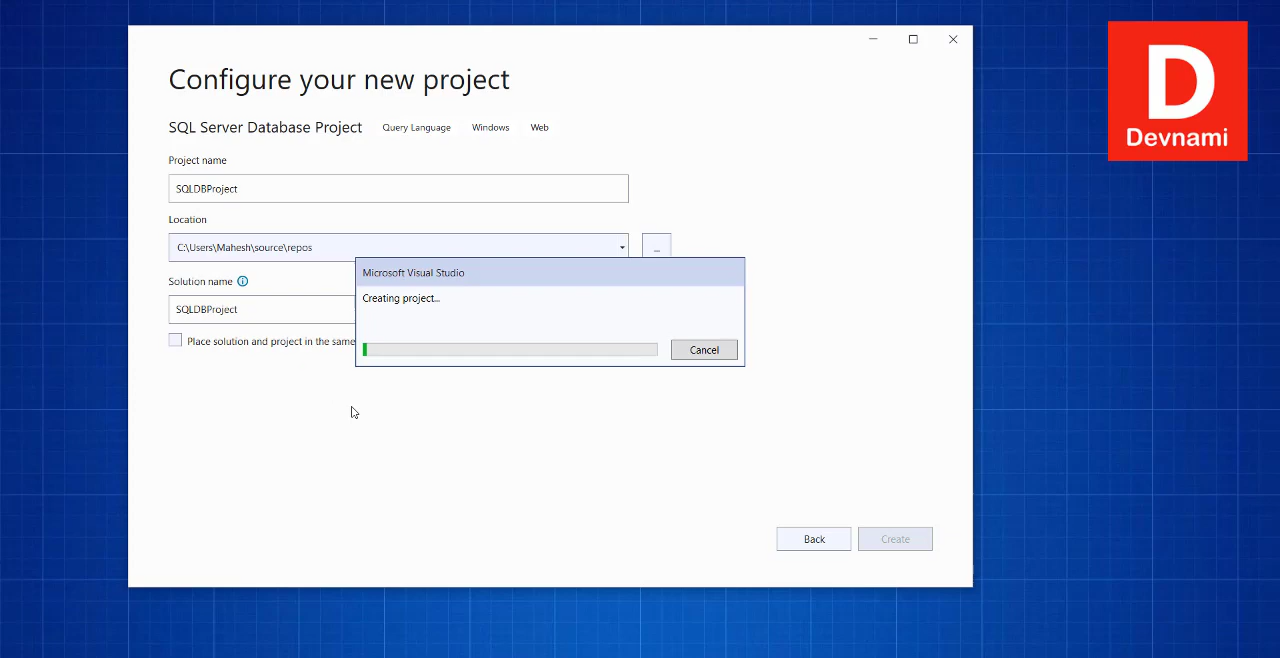 Configure your new project
SQL Server Database Project Query Language Windows Web
Project name
SQLDBProject
Location
C:\Users\Mahesh\source\repos
...
Solution name
SQLDBProject
Place solution and project in the same
Microsoft Visual Studio
Creating project...
Cancel
Back Create
D
Devnami